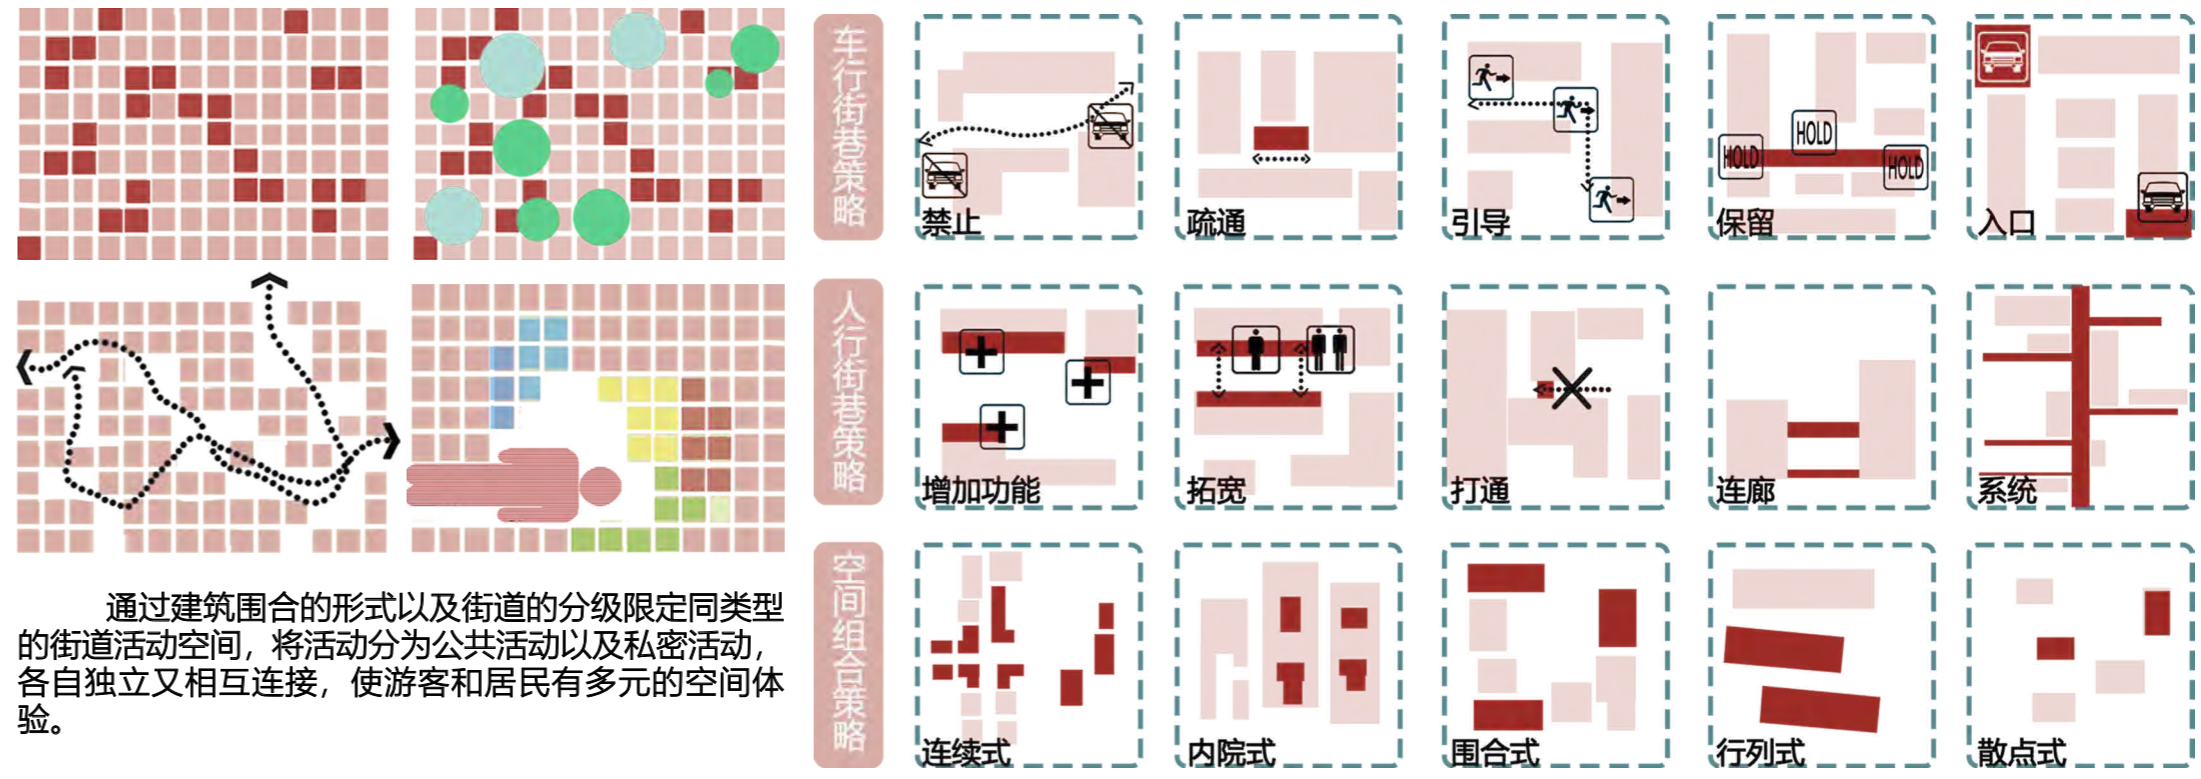 车行街巷策略
禁止
疏通
引导
HOLD
HOLD
HOLD
保留
入口
人行街巷策略
增加功能
拓宽
打通
连廊
系统
空间组合策略
连续式
内院式
围合式
行列式
散点式
通过建筑围合的形式以及街道的分级限定同类型
的街道活动空间，将活动分为公共活动以及私密活动，
各自独立又相互连接，使游客和居民有多元的空间体
验。